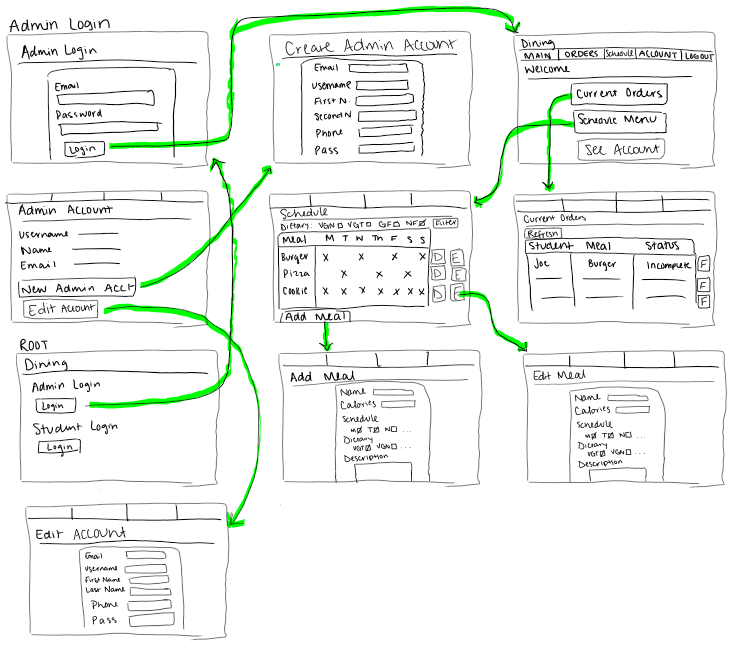 Admin Login
Admin Login
Email
Password
Login
Create Admin Account
Email
Username
First N.
Second N
Phone
Pass
Dining
MAIN ORDERS Schedule ACCOUNT LOGOUT
Welcome
Current Orders
Schedule Menu
See Account
Admin Account
Username
Name
Email
New Admin Acct
Edit Account
Schedule
Dietary: VGN VGT GF NF Filter
Meal M T W Th F S S
Burger X X X
Pizza X X X
Cookie X X X X X X X
D E
D E
D E
Add Meal
Current Orders
Refresh
Student Meal Status
Joe Burger Incomplete F
F
F
ROOT
Dining
Admin Login
Login
Student Login
Login
Add Meal
Name
Calories
Schedule
M T N ...
Dietary
VGT VGN ...
Description
Edit Meal
Name
Calories
Schedule
M T N ...
Dietary
VGT VGN ...
Description
Edit Account
Email
Username
First Name
Last Name
Phone
Pass